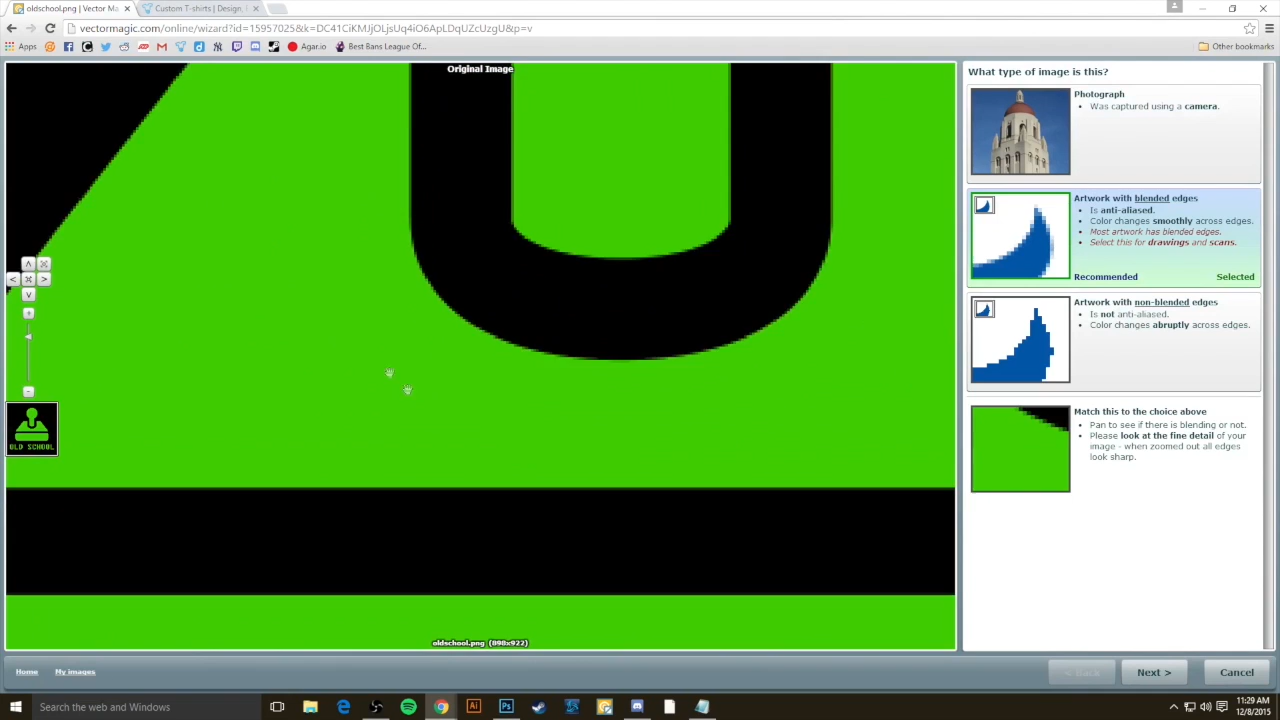 oldschool.png | Vector Ma
Custom T-shirts | Design,
vectormagic.com/online/wizard?id=15957025&k=DC41CiKMJjOLjsUq4iO6ApLDqUZcUzgU&p=v
Apps
Agar.io
Best Bans League Of...
Other bookmarks
Original Image
What type of image is this?
Photograph
Was captured using a camera.
Artwork with blended edges
Is anti-aliased.
Color changes smoothly across edges.
Most artwork has blended edges.
Select this for drawings and scans.
Recommended Selected
Artwork with non-blended edges
Is not anti-aliased.
Color changes abruptly across edges.
Match this to the choice above
Pan to see if there is blending or not.
Please look at the fine detail of your
image - when zoomed out all edges
look sharp.
OLD SCHOOL
oldschool.png (898x922)
Home My images
< Back Next > Cancel
Search the web and Windows
11:29 AM
12/8/2015